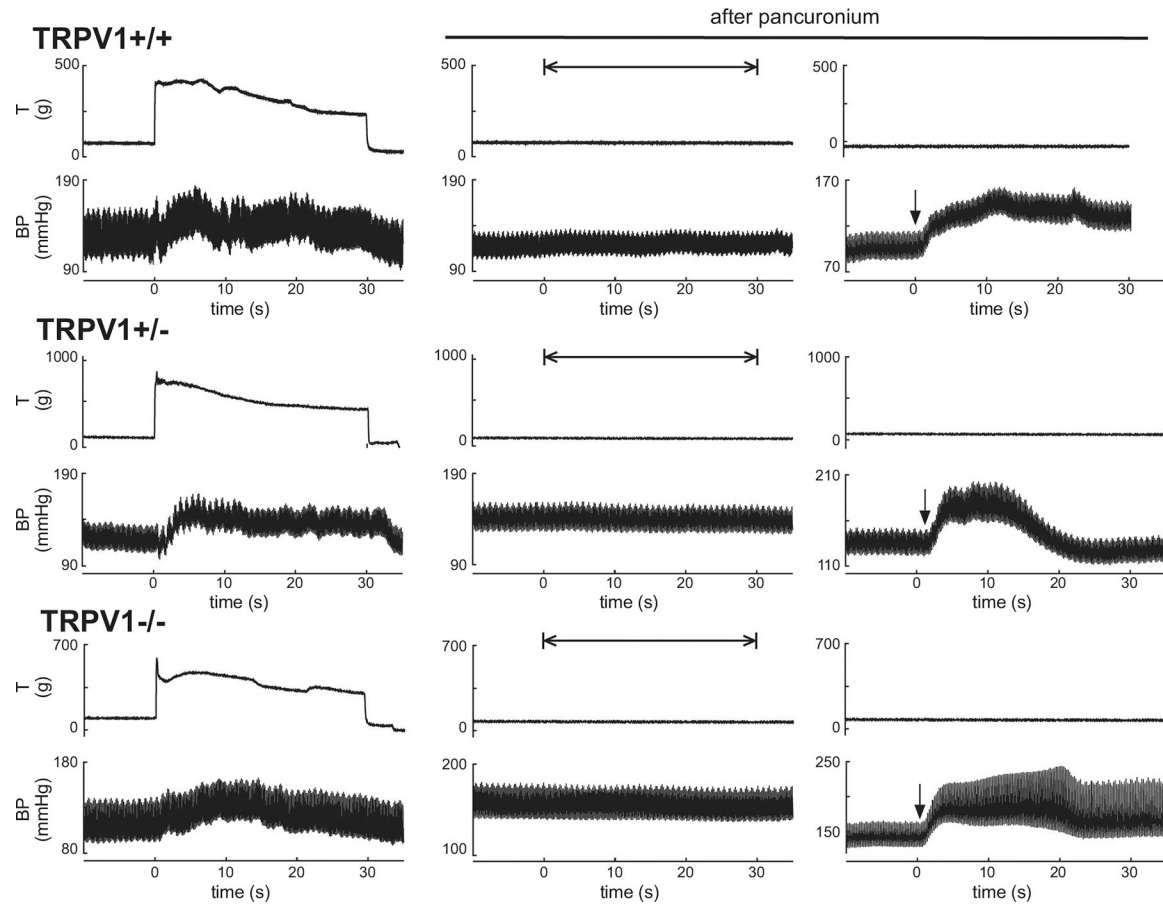 after pancuronium
TRPV1+/+
500 500 500
T
(g)
0 0 0
190 190 170
BP
(mmHg)
90 90 70
0 10 20 30 0 10 20 30 0 10 20 30
time (s) time (s) time (s)
TRPV1+/-
1000 1000 1000
T
(g)
0 0 0
190 190 210
BP
(mmHg)
90 90 110
0 10 20 30 0 10 20 30 0 10 20 30
time (s) time (s) time (s)
TRPV1-/-
700 700 700
T
(g)
0 0 0
180 200 250
BP
(mmHg)
80 100 150
0 10 20 30 0 10 20 30 0 10 20 30
time (s) time (s) time (s)